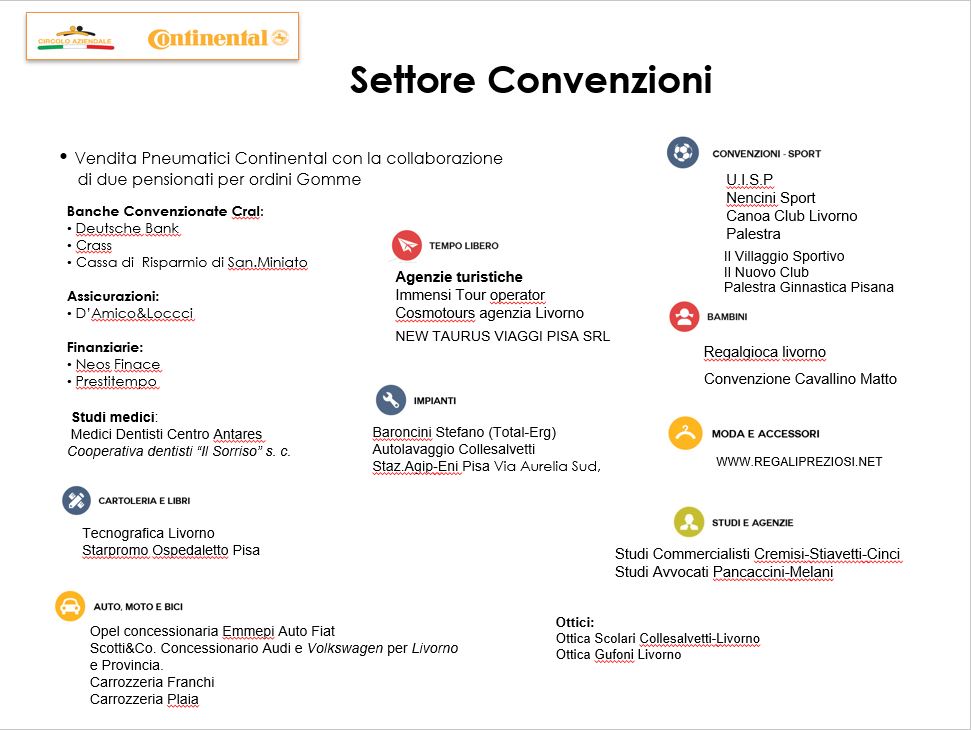 CIRCOLO AZIENDALE
Continental
Settore Convenzioni
• Vendita Pneumatici Continental con la collaborazione
di due pensionati per ordini Gomme
Banche Convenzionate Cral:
• Deutsche Bank
• Crass
• Cassa di Risparmio di San.Miniato
Assicurazioni:
• D’Amico&Loccci
Finanziarie:
• Neos Finace
• Prestitempo
Studi medici:
Medici Dentisti Centro Antares
Cooperativa dentisti “Il Sorriso” s. c.
CARTOLERIA E LIBRI
Tecnografica Livorno
Starpromo Ospedaletto Pisa
AUTO, MOTO E BICI
Opel concessionaria Emmepi Auto Fiat
Scotti&Co. Concessionario Audi e Volkswagen per Livorno
e Provincia.
Carrozzeria Franchi
Carrozzeria Plaia
TEMPO LIBERO
Agenzie turistiche
Immensi Tour operator
Cosmotours agenzia Livorno
NEW TAURUS VIAGGI PISA SRL
IMPIANTI
Baroncini Stefano (Total-Erg)
Autolavaggio Collesalvetti
Staz.Agip-Eni Pisa Via Aurelia Sud,
CONVENZIONI - SPORT
U.I.S.P
Nencini Sport
Canoa Club Livorno
Palestra
Il Villaggio Sportivo
Il Nuovo Club
Palestra Ginnastica Pisana
BAMBINI
Regalgioca livorno
Convenzione Cavallino Matto
MODA E ACCESSORI
WWW.REGALIPREZIOSI.NET
STUDI E AGENZIE
Studi Commercialisti Cremisi-Stiavetti-Cinci
Studi Avvocati Pancaccini-Melani
Ottici:
Ottica Scolari Collesalvetti-Livorno
Ottica Gufoni Livorno